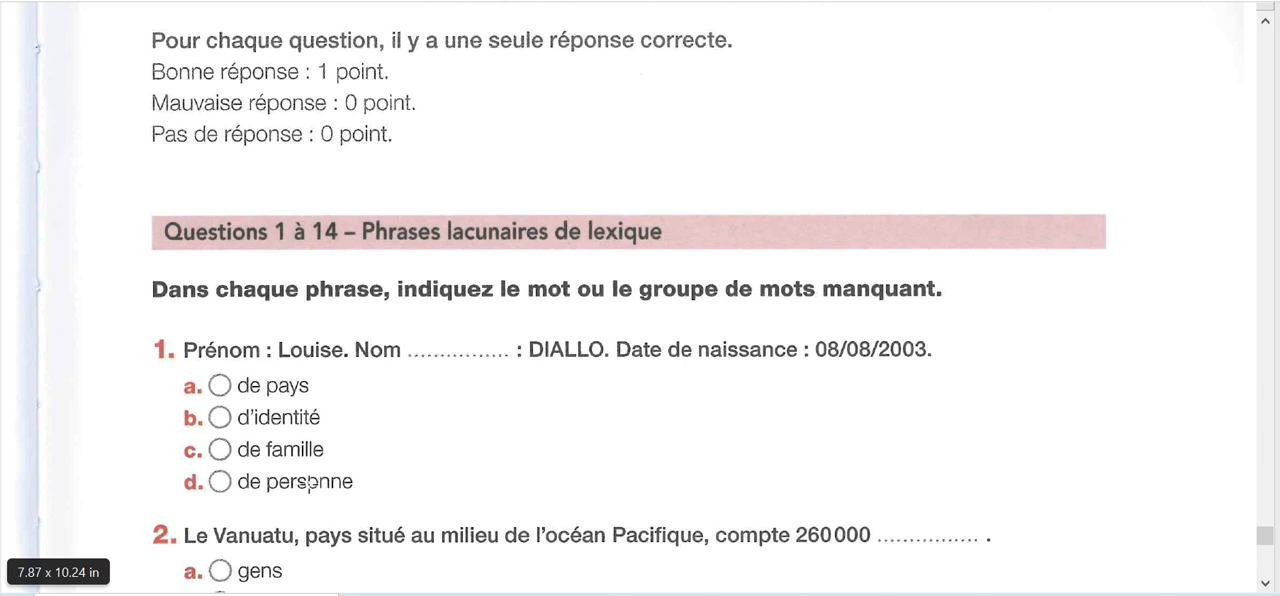 Pour chaque question, il y a une seule réponse correcte.
Bonne réponse : 1 point.
Mauvaise réponse : 0 point.
Pas de réponse : 0 point.
Questions 1 à 14 – Phrases lacunaires de lexique
Dans chaque phrase, indiquez le mot ou le groupe de mots manquant.
1. Prénom : Louise. Nom ................ : DIALLO. Date de naissance : 08/08/2003.
a. de pays
b. d'identité
c. de famille
d. de personne
2. Le Vanuatu, pays situé au milieu de l'océan Pacifique, compte 260 000 ................ .
a. gens
7.87 x 10.24 in